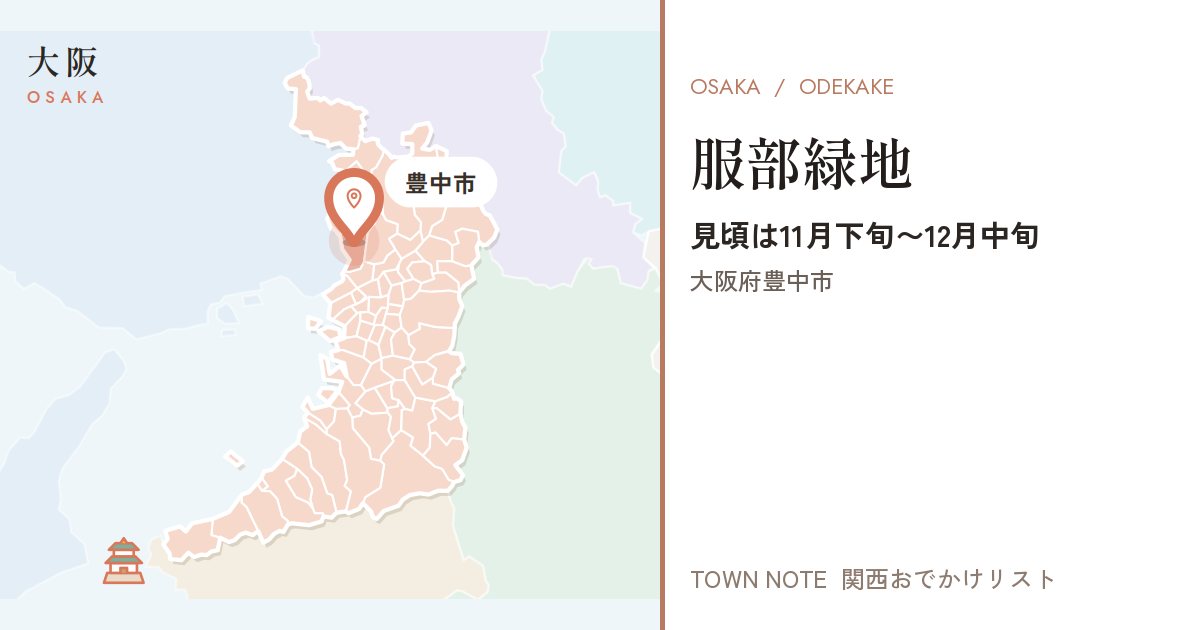 大阪
OSAKA
豊中市
OSAKA / ODEKAKE
服部緑地
見頃は11月下旬〜12月中旬
大阪府豊中市
TOWN NOTE 関西おでかけリスト